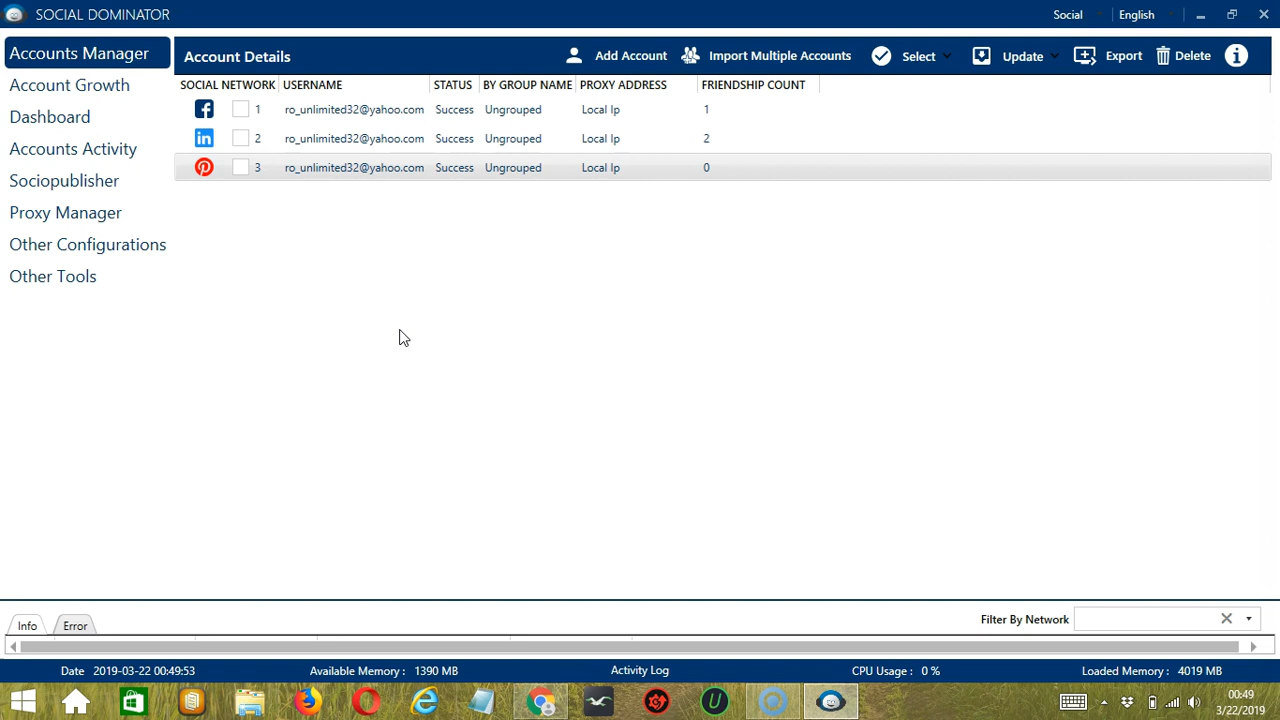 SOCIAL DOMINATOR
Social
English
Accounts Manager
Account Growth
Dashboard
Accounts Activity
Sociopublisher
Proxy Manager
Other Configurations
Other Tools
Account Details
Add Account
Import Multiple Accounts
Select
Update
Export
Delete
SOCIAL NETWORK USERNAME STATUS BY GROUP NAME PROXY ADDRESS FRIENDSHIP COUNT
1 ro_unlimited32@yahoo.com Success Ungrouped Local Ip 1
2 ro_unlimited32@yahoo.com Success Ungrouped Local Ip 2
3 ro_unlimited32@yahoo.com Success Ungrouped Local Ip 0
Info
Error
Filter By Network
Date 2019-03-22 00:49:53 Available Memory : 1390 MB Activity Log CPU Usage : 0 % Loaded Memory : 4019 MB
00:49
3/22/2019